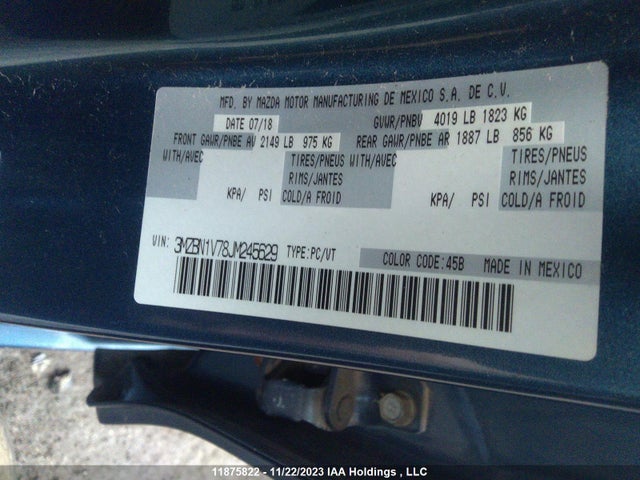 MFD. BY MAZDA MOTOR MANUFACTURING DE MEXICO S.A. DE C.V.
DATE 07/18 GVWR/PNBV 4019 LB 1823 KG
FRONT GAWR/PNBE AV 2149 LB 975 KG REAR GAWR/PNBE AR 1887 LB 856 KG
WITH/AVEC TIRES/PNEUS WITH/AVEC TIRES/PNEUS
RIMS/JANTES RIMS/JANTES
KPA/ PSI COLD/A FROID KPA/ PSI COLD/A FROID
VIN: 3MZBN1V78JM245629 TYPE:PC/VT COLOR CODE:45B MADE IN MEXICO
11875822 - 11/22/2023 IAA Holdings , LLC